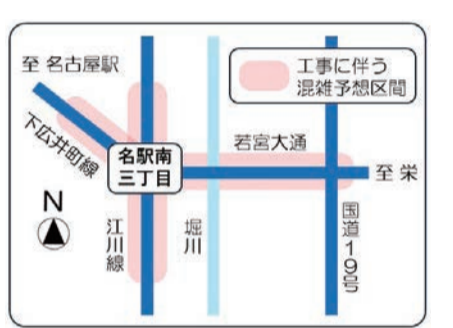 至 名古屋駅
工事に伴う
混雑予想区間
下広井町線
名駅南
三丁目
若宮大通
至 栄
N
江川線
堀川
国道19号